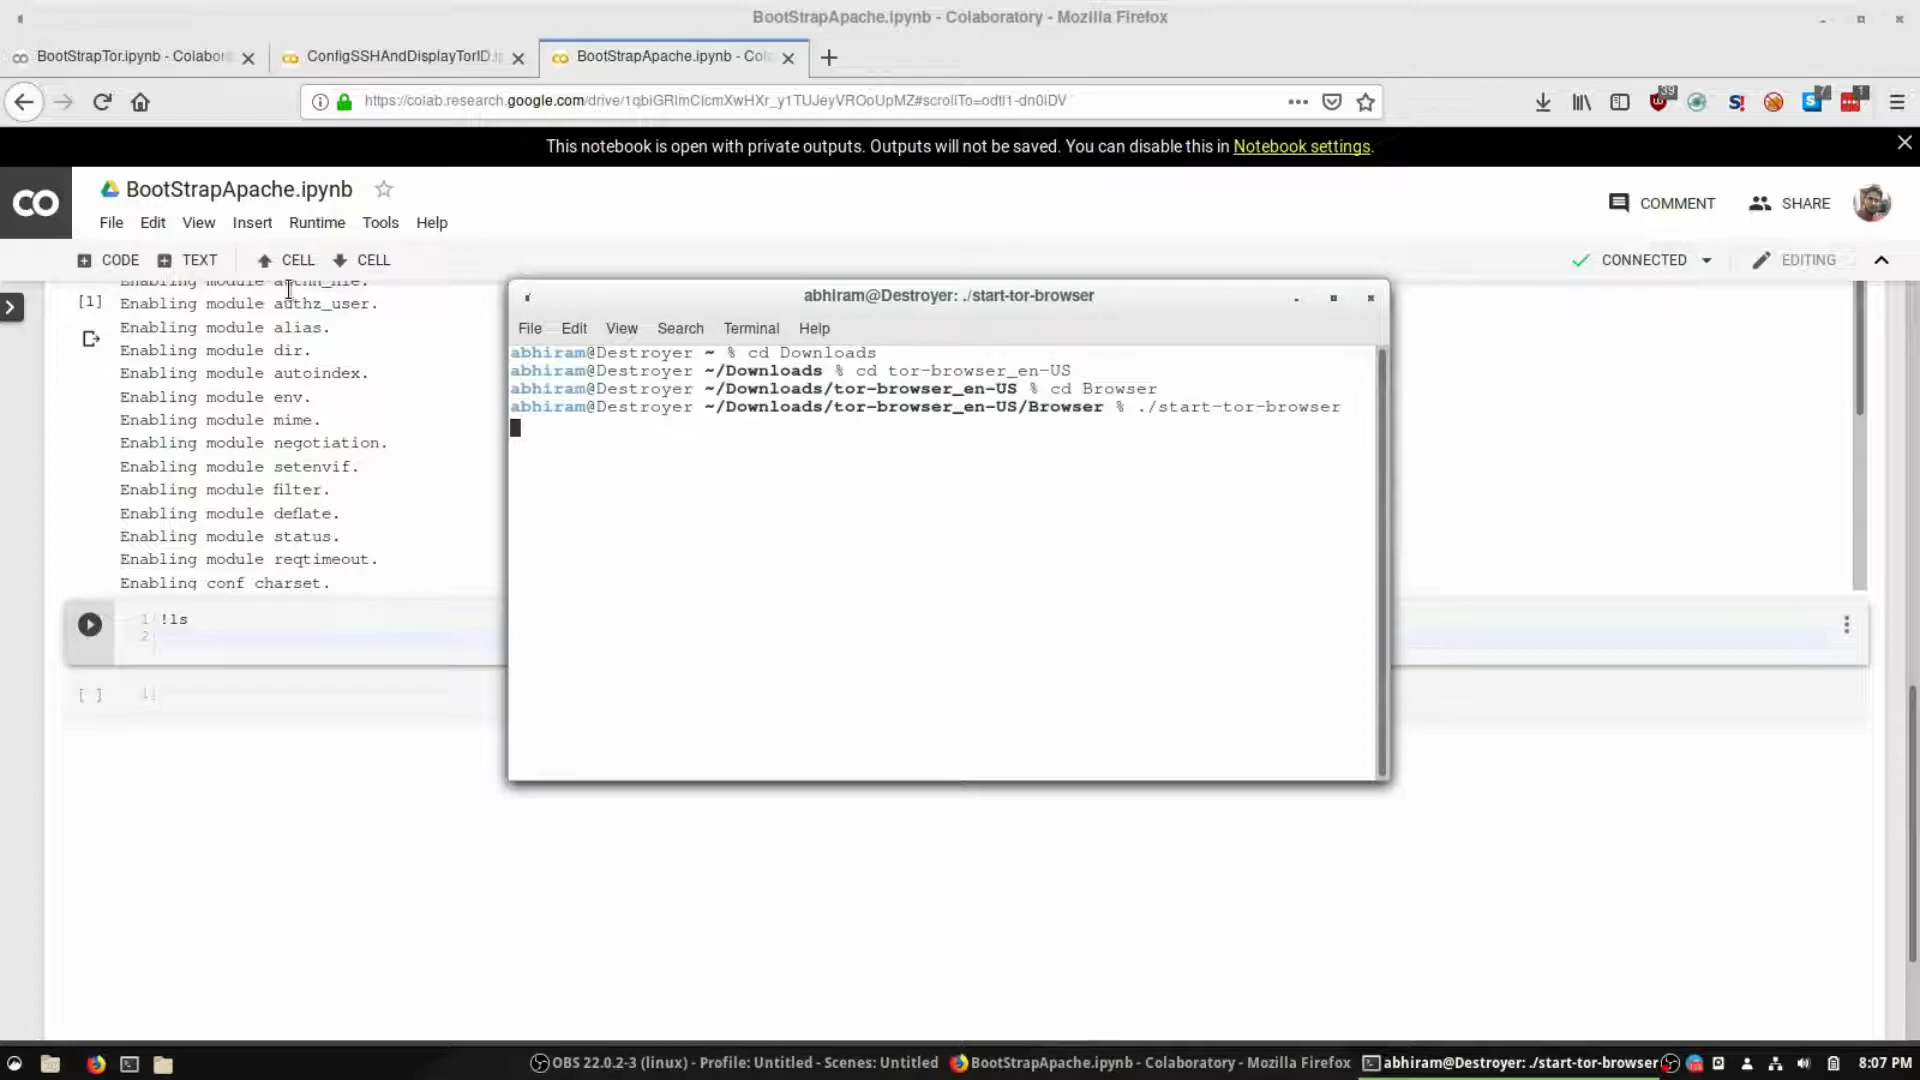 BootStrapApache.ipynb - Colaboratory - Mozilla Firefox
BootStrapTor.ipynb - Colabor
ConfigSSHAndDisplayTorID.
BootStrapApache.ipynb - Col
https://colab.research.google.com/drive/1qbiGRlmClcmXwHXr_y1TUJeyVROoUpMZ#scrollTo=odtl1-dn0iDV
39
7
1
This notebook is open with private outputs. Outputs will not be saved. You can disable this in Notebook settings.
CO
BootStrapApache.ipynb
File Edit View Insert Runtime Tools Help
COMMENT
SHARE
CODE TEXT CELL CELL
CONNECTED
EDITING
[1]
Enabling module authz_user.
Enabling module alias.
Enabling module dir.
Enabling module autoindex.
Enabling module env.
Enabling module mime.
Enabling module negotiation.
Enabling module setenvif.
Enabling module filter.
Enabling module deflate.
Enabling module status.
Enabling module reqtimeout.
Enabling conf charset.
1 !ls
2
[ ] 1
abhiram@Destroyer: ./start-tor-browser
File Edit View Search Terminal Help
abhiram@Destroyer ~ % cd Downloads
abhiram@Destroyer ~/Downloads % cd tor-browser_en-US
abhiram@Destroyer ~/Downloads/tor-browser_en-US % cd Browser
abhiram@Destroyer ~/Downloads/tor-browser_en-US/Browser % ./start-tor-browser
OBS 22.0.2-3 (linux) - Profile: Untitled - Scenes: Untitled
BootStrapApache.ipynb - Colaboratory - Mozilla Firefox
abhiram@Destroyer: ./start-tor-browser
8:07 PM